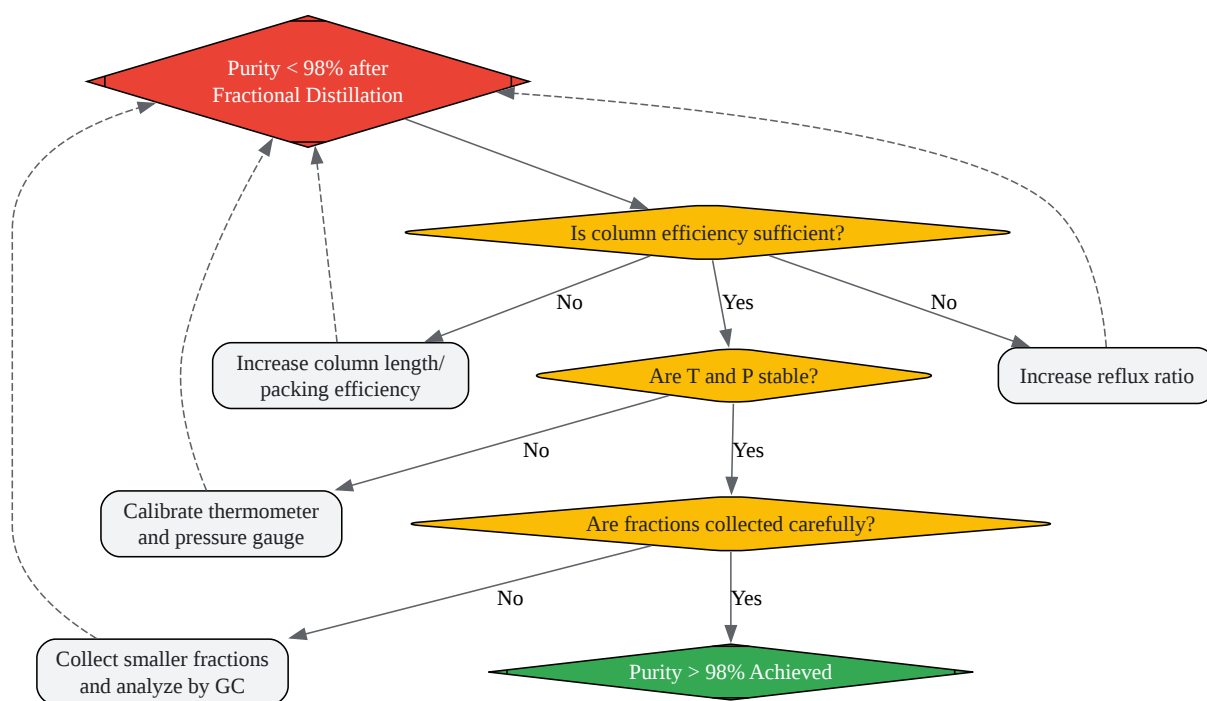 Purity < 98% after
Fractional Distillation
Is column efficiency sufficient?
No
Yes
No
Increase column length/
packing efficiency
Are T and P stable?
Increase reflux ratio
No
Yes
Calibrate thermometer
and pressure gauge
Are fractions collected carefully?
No
Yes
Collect smaller fractions
and analyze by GC
Purity > 98% Achieved